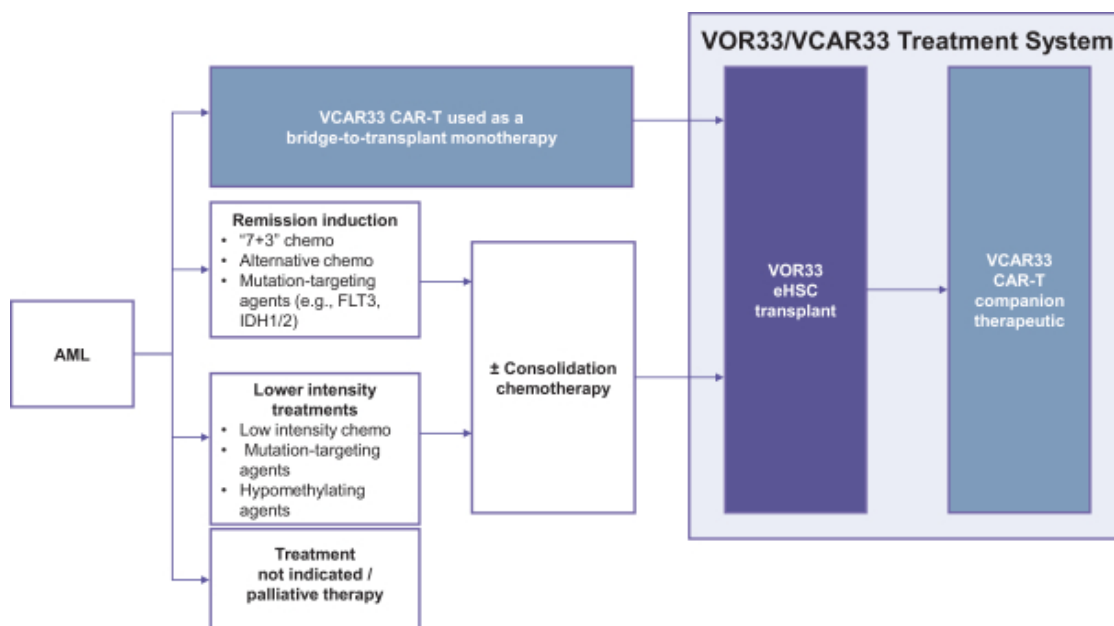 VOR33/VCAR33 Treatment System
VCAR33 CAR-T used as a
bridge-to-transplant monotherapy
Remission induction
• “7+3” chemo
• Alternative chemo
• Mutation-targeting
agents (e.g., FLT3,
IDH1/2)
AML
Lower intensity
treatments
• Low intensity chemo
• Mutation-targeting
agents
• Hypomethylating
agents
Treatment
not indicated /
palliative therapy
± Consolidation
chemotherapy
VOR33
eHSC
transplant
VCAR33
CAR-T
companion
therapeutic